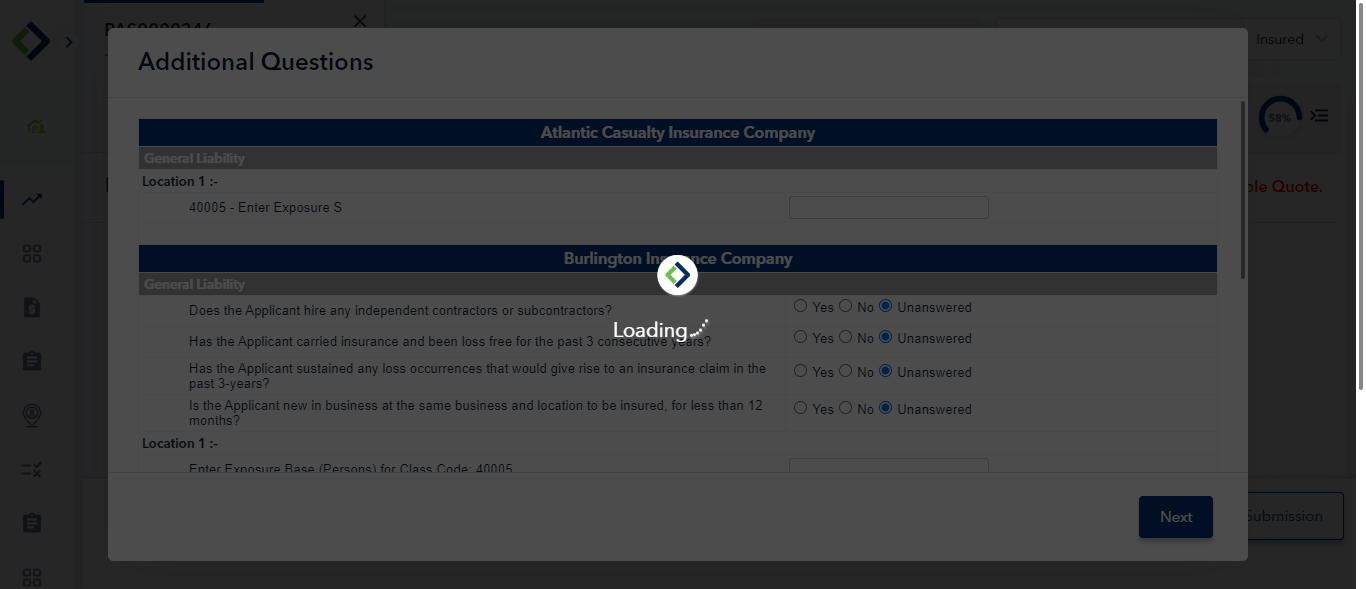 PAS0000246
Insured
Additional Questions
58%
Atlantic Casualty Insurance Company
General Liability
Location 1 :-
ble Quote.
40005 - Enter Exposure S
Burlington Insurance Company
General Liability
Does the Applicant hire any independent contractors or subcontractors? Yes No Unanswered
Loading
Has the Applicant carried insurance and been loss free for the past 3 consecutive years? Yes No Unanswered
Has the Applicant sustained any loss occurrences that would give rise to an insurance claim in the
past 3-years? Yes No Unanswered
Is the Applicant new in business at the same business and location to be insured, for less than 12
months? Yes No Unanswered
Location 1 :-
Enter Exposure Base (Persons) for Class Code: 40005
Next
Submission